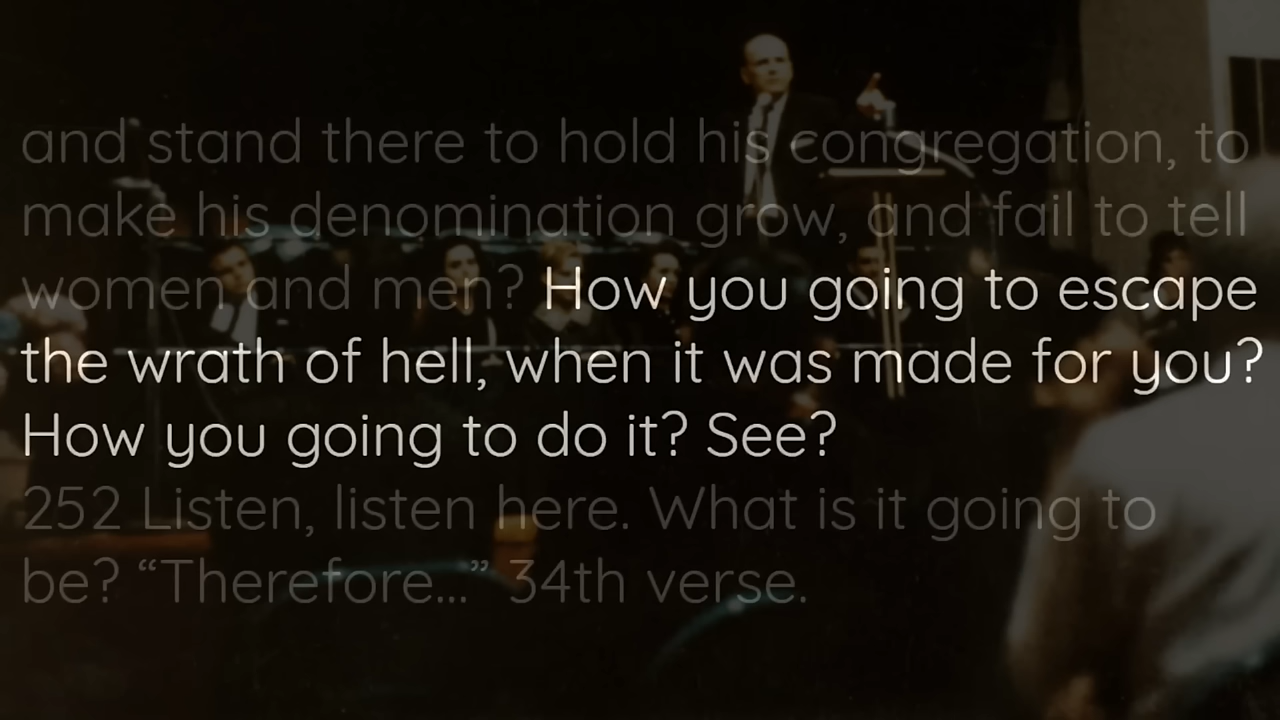 and stand there to hold his congregation, to
make his denomination grow, and fail to tell
women and men? How you going to escape
the wrath of hell, when it was made for you?
How you going to do it? See?
252 Listen, listen here. What is it going to
be? “Therefore...” 34th verse.